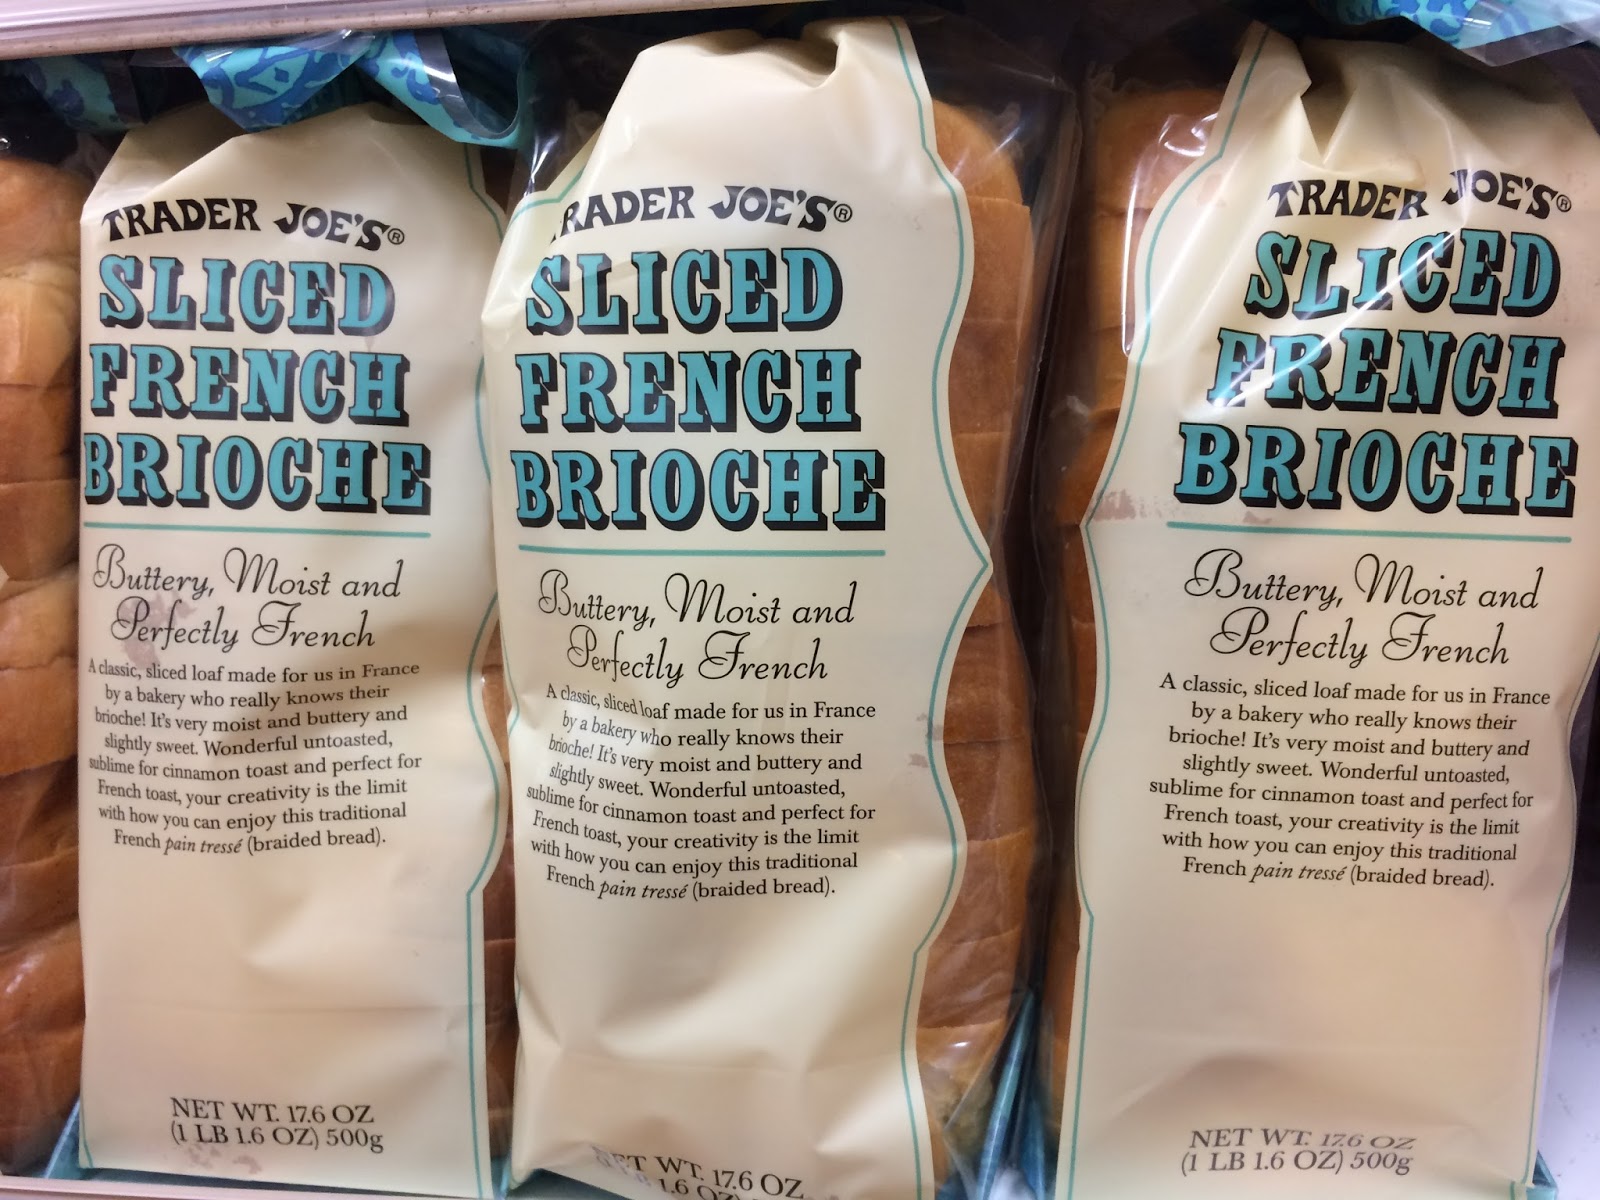 TRADER JOE'S®
SLICED
FRENCH
BRIOCHE
Buttery, Moist and
Perfectly French
A classic, sliced loaf made for us in France
by a bakery who really knows their
brioche! It's very moist and buttery and
slightly sweet. Wonderful untoasted,
sublime for cinnamon toast and perfect for
French toast, your creativity is the limit
with how you can enjoy this traditional
French pain tressé (braided bread).
NET WT. 17.6 OZ
(1 LB 1.6 OZ) 500g
TRADER JOE'S®
SLICED
FRENCH
BRIOCHE
Buttery, Moist and
Perfectly French
A classic, sliced loaf made for us in France
by a bakery who really knows their
brioche! It's very moist and buttery and
slightly sweet. Wonderful untoasted,
sublime for cinnamon toast and perfect for
French toast, your creativity is the limit
with how you can enjoy this traditional
French pain tressé (braided bread).
NET WT. 17.6 OZ
1.6 OZ)
TRADER JOE'S®
SLICED
FRENCH
BRIOCHE
Buttery, Moist and
Perfectly French
A classic, sliced loaf made for us in France
by a bakery who really knows their
brioche! It's very moist and buttery and
slightly sweet. Wonderful untoasted,
sublime for cinnamon toast and perfect for
French toast, your creativity is the limit
with how you can enjoy this traditional
French pain tressé (braided bread).
NET WT. 17.6 OZ
(1 LB 1.6 OZ) 500g